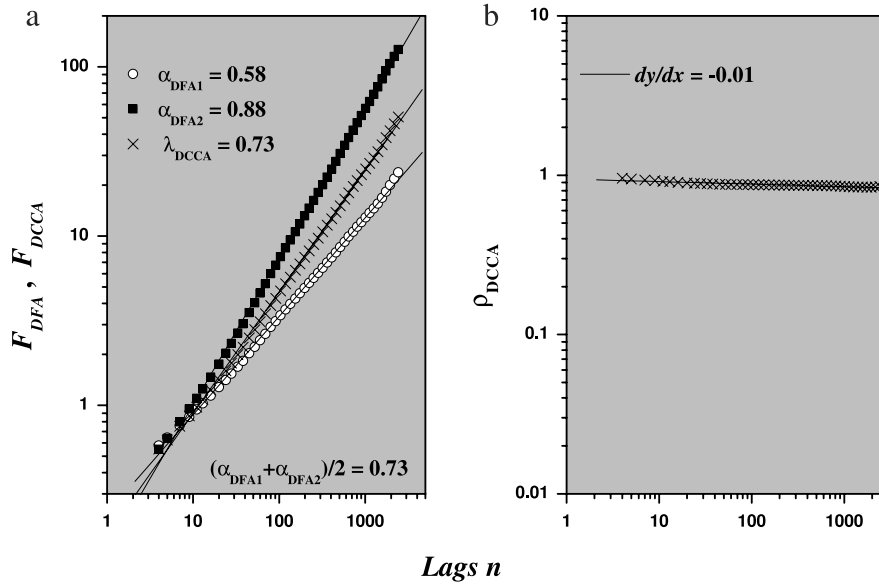 a
α_DFA1 = 0.58
α_DFA2 = 0.88
λ_DCCA = 0.73
(α_DFA1+α_DFA2)/2 = 0.73
F_DFA , F_DCCA
100
10
1
1 10 100 1000
b
dy/dx = -0.01
ρ_DCCA
10
1
0.1
0.01
1 10 100 1000
Lags n